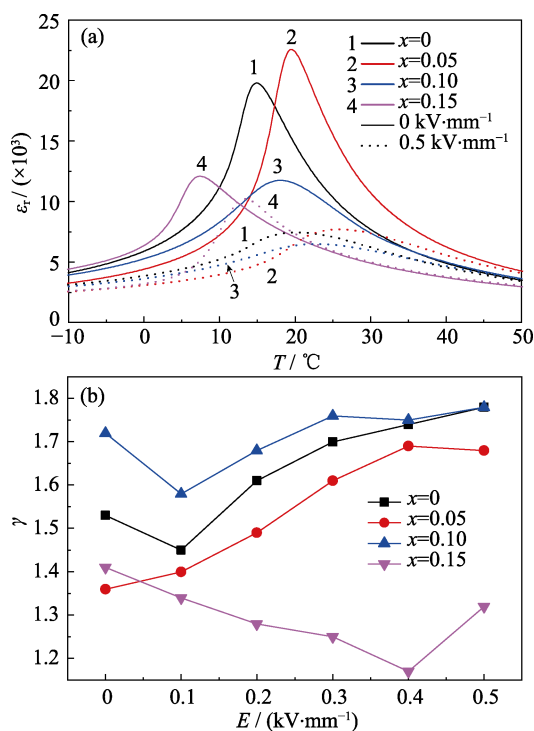 (a)
25
20
15
10
5
0
εr / (×10³)
−10 0 10 20 30 40 50
T / ℃
1 x=0
2 x=0.05
3 x=0.10
4 x=0.15
0 kV·mm⁻¹
0.5 kV·mm⁻¹
2
1
4
3
4
1
3
2
(b)
1.8
1.7
1.6
1.5
1.4
1.3
1.2
γ
x=0
x=0.05
x=0.10
x=0.15
0 0.1 0.2 0.3 0.4 0.5
E / (kV·mm⁻¹)